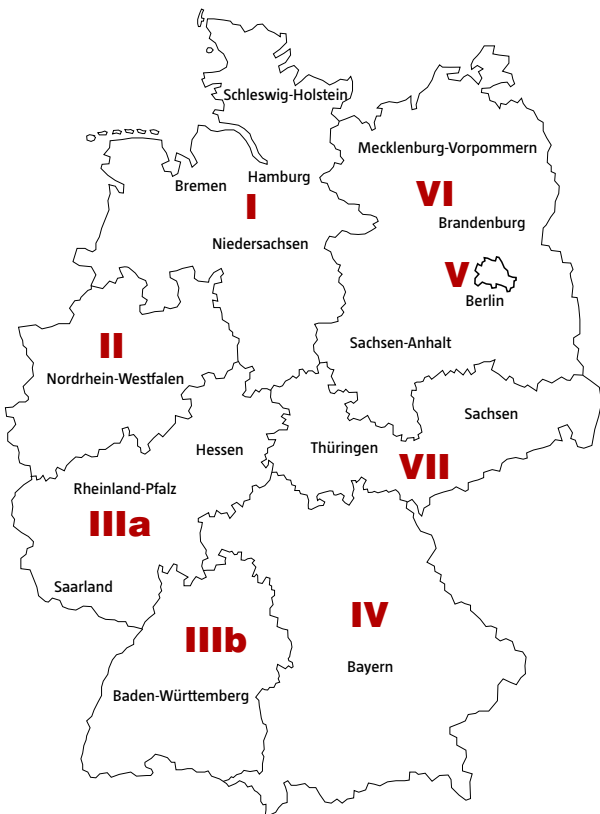 Schleswig-Holstein
Mecklenburg-Vorpommern
Hamburg
Bremen
VI
I
Brandenburg
Niedersachsen
V
Berlin
II
Sachsen-Anhalt
Nordrhein-Westfalen
Sachsen
Hessen
Thüringen
VII
Rheinland-Pfalz
IIIa
Saarland
IV
IIIb
Bayern
Baden-Württemberg